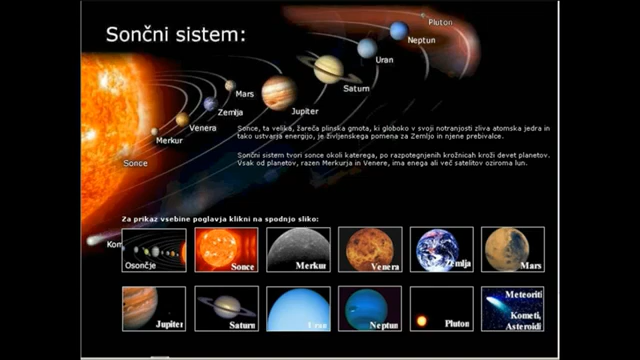 Sončni sistem:
Pluton
Neptun
Uran
Saturn
Jupiter
Mars
Zemlja
Venera
Merkur
Sonce
Sonce, ta velika, žareča plinska gmota, ki globoko v svoji notranjosti zliva atomska jedra in
tako ustvarja energijo, je življenskega pomena za Zemljo in njene prebivalce.
Sončni sistem tvori sonce okoli katerega, po razpotegnjenih krožnicah kroži devet planetov.
Vsak od planetov, razen Merkurja in Venere, ima enega ali več satelitov oziroma lun.
Za prikaz vsebine poglavja klikni na spodnjo sliko:
Kom
Osončje
Sonce
Merkur
Venera
Zemlja
Mars
Jupiter
Saturn
Uran
Neptun
Pluton
Meteoriti
Kometi,
Asteroidi